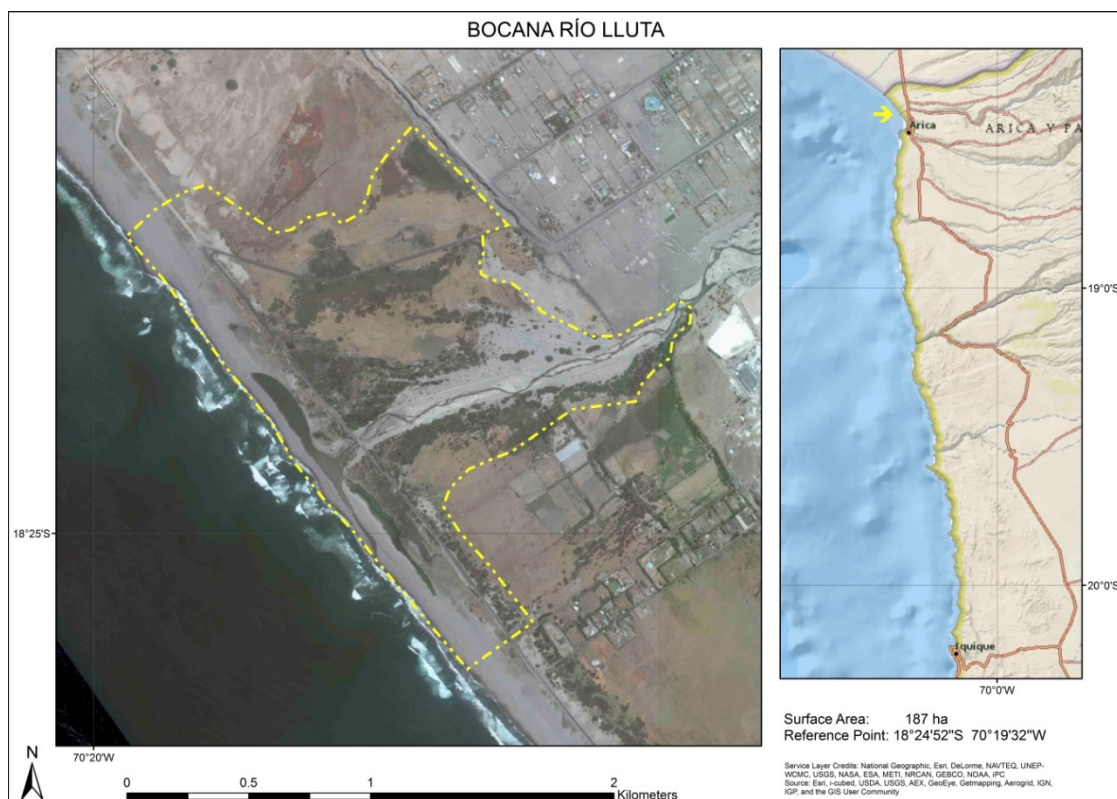 BOCANA RÍO LLUTA
18°25'S
70°20'W
N
0 0.5 1 2
Kilometers
Arica
ARICA Y PA
19°0'S
20°0'S
Iquique
70°0'W
Surface Area: 187 ha
Reference Point: 18°24'52"S 70°19'32"W
Service Layer Credits: National Geographic, Esri, DeLorme, NAVTEQ, UNEP-
WCMC, USGS, NASA, ESA, METI, NRCAN, GEBCO, NOAA, iPC
Source: Esri, i-cubed, USDA, USGS, AEX, GeoEye, Getmapping, Aerogrid, IGN,
IGP, and the GIS User Community